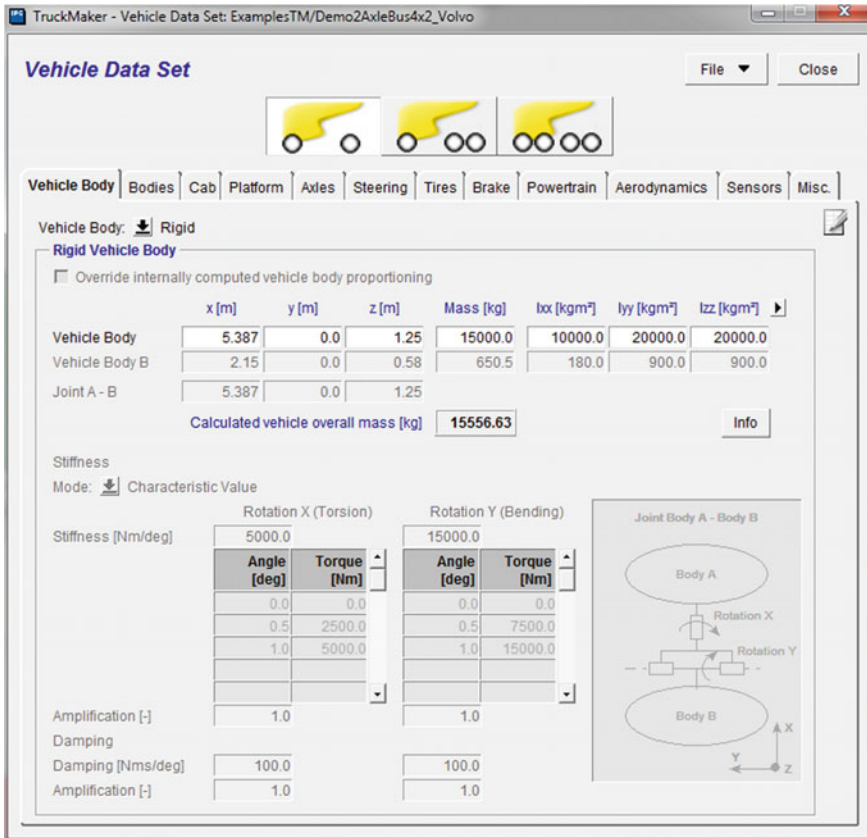 TruckMaker - Vehicle Data Set: ExamplesTM/Demo2AxleBus4x2_Volvo
Vehicle Data Set
File
Close
Vehicle Body Bodies Cab Platform Axles Steering Tires Brake Powertrain Aerodynamics Sensors Misc.
Vehicle Body: Rigid
Rigid Vehicle Body
Override internally computed vehicle body proportioning
x [m] y [m] z [m] Mass [kg] Ixx [kgm²] Iyy [kgm²] Izz [kgm²]
Vehicle Body 5.387 0.0 1.25 15000.0 10000.0 20000.0 20000.0
Vehicle Body B 2.15 0.0 0.58 650.5 180.0 900.0 900.0
Joint A - B 5.387 0.0 1.25
Calculated vehicle overall mass [kg] 15556.63 Info
Stiffness
Mode: Characteristic Value
Rotation X (Torsion) Rotation Y (Bending)
Stiffness [Nm/deg] 5000.0 15000.0
Angle [deg] Torque [Nm] Angle [deg] Torque [Nm]
0.0 0.0 0.0 0.0
0.5 2500.0 0.5 7500.0
1.0 5000.0 1.0 15000.0
Amplification [-] 1.0 1.0
Damping
Damping [Nms/deg] 100.0 100.0
Amplification [-] 1.0 1.0
Joint Body A - Body B
Body A
Rotation X
Rotation Y
Body B
X
Y
Z